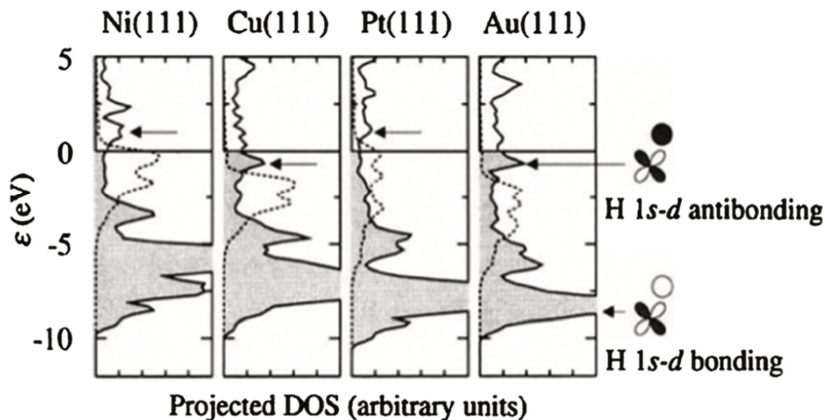 Ni(111) Cu(111) Pt(111) Au(111)
5
0
-5
-10
ε (eV)
H 1s-d antibonding
H 1s-d bonding
Projected DOS (arbitrary units)